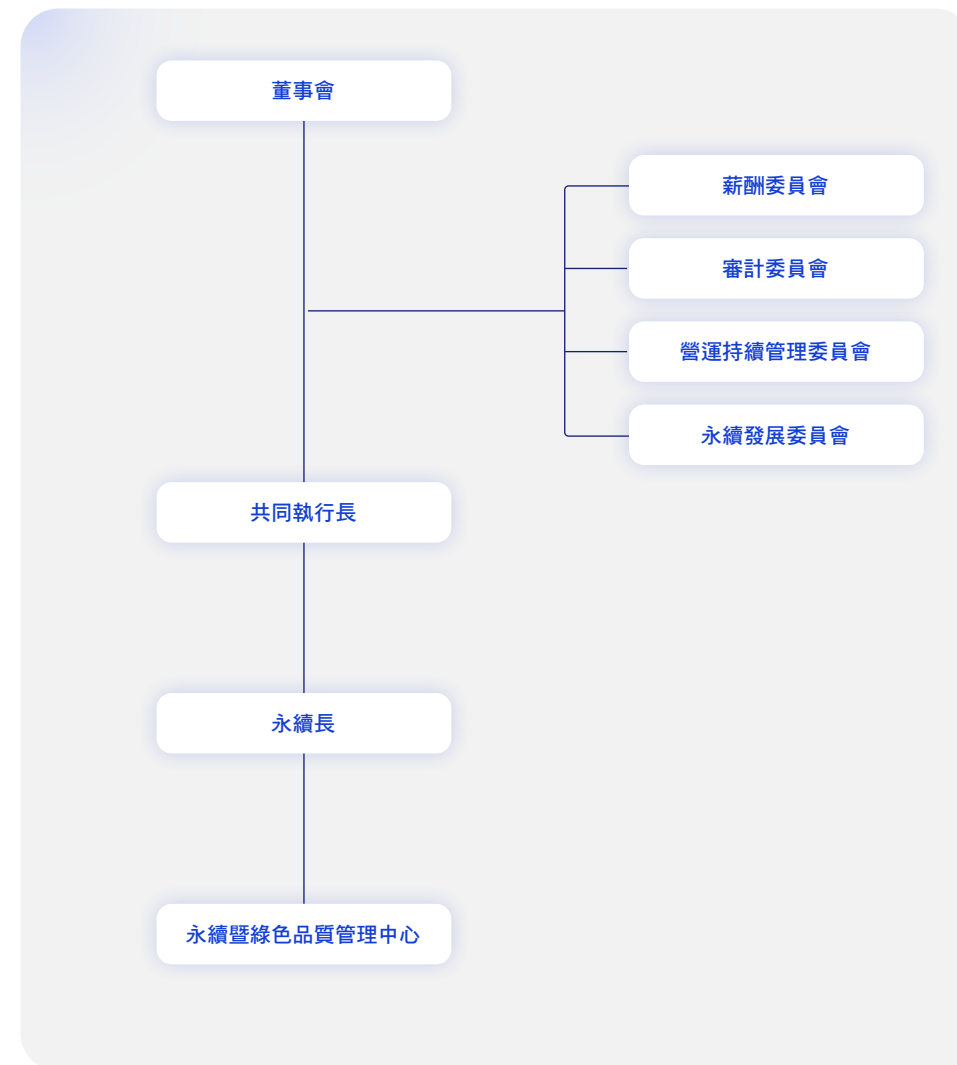 董事會
薪酬委員會
審計委員會
營運持續管理委員會
永續發展委員會
共同執行長
永續長
永續暨綠色品質管理中心